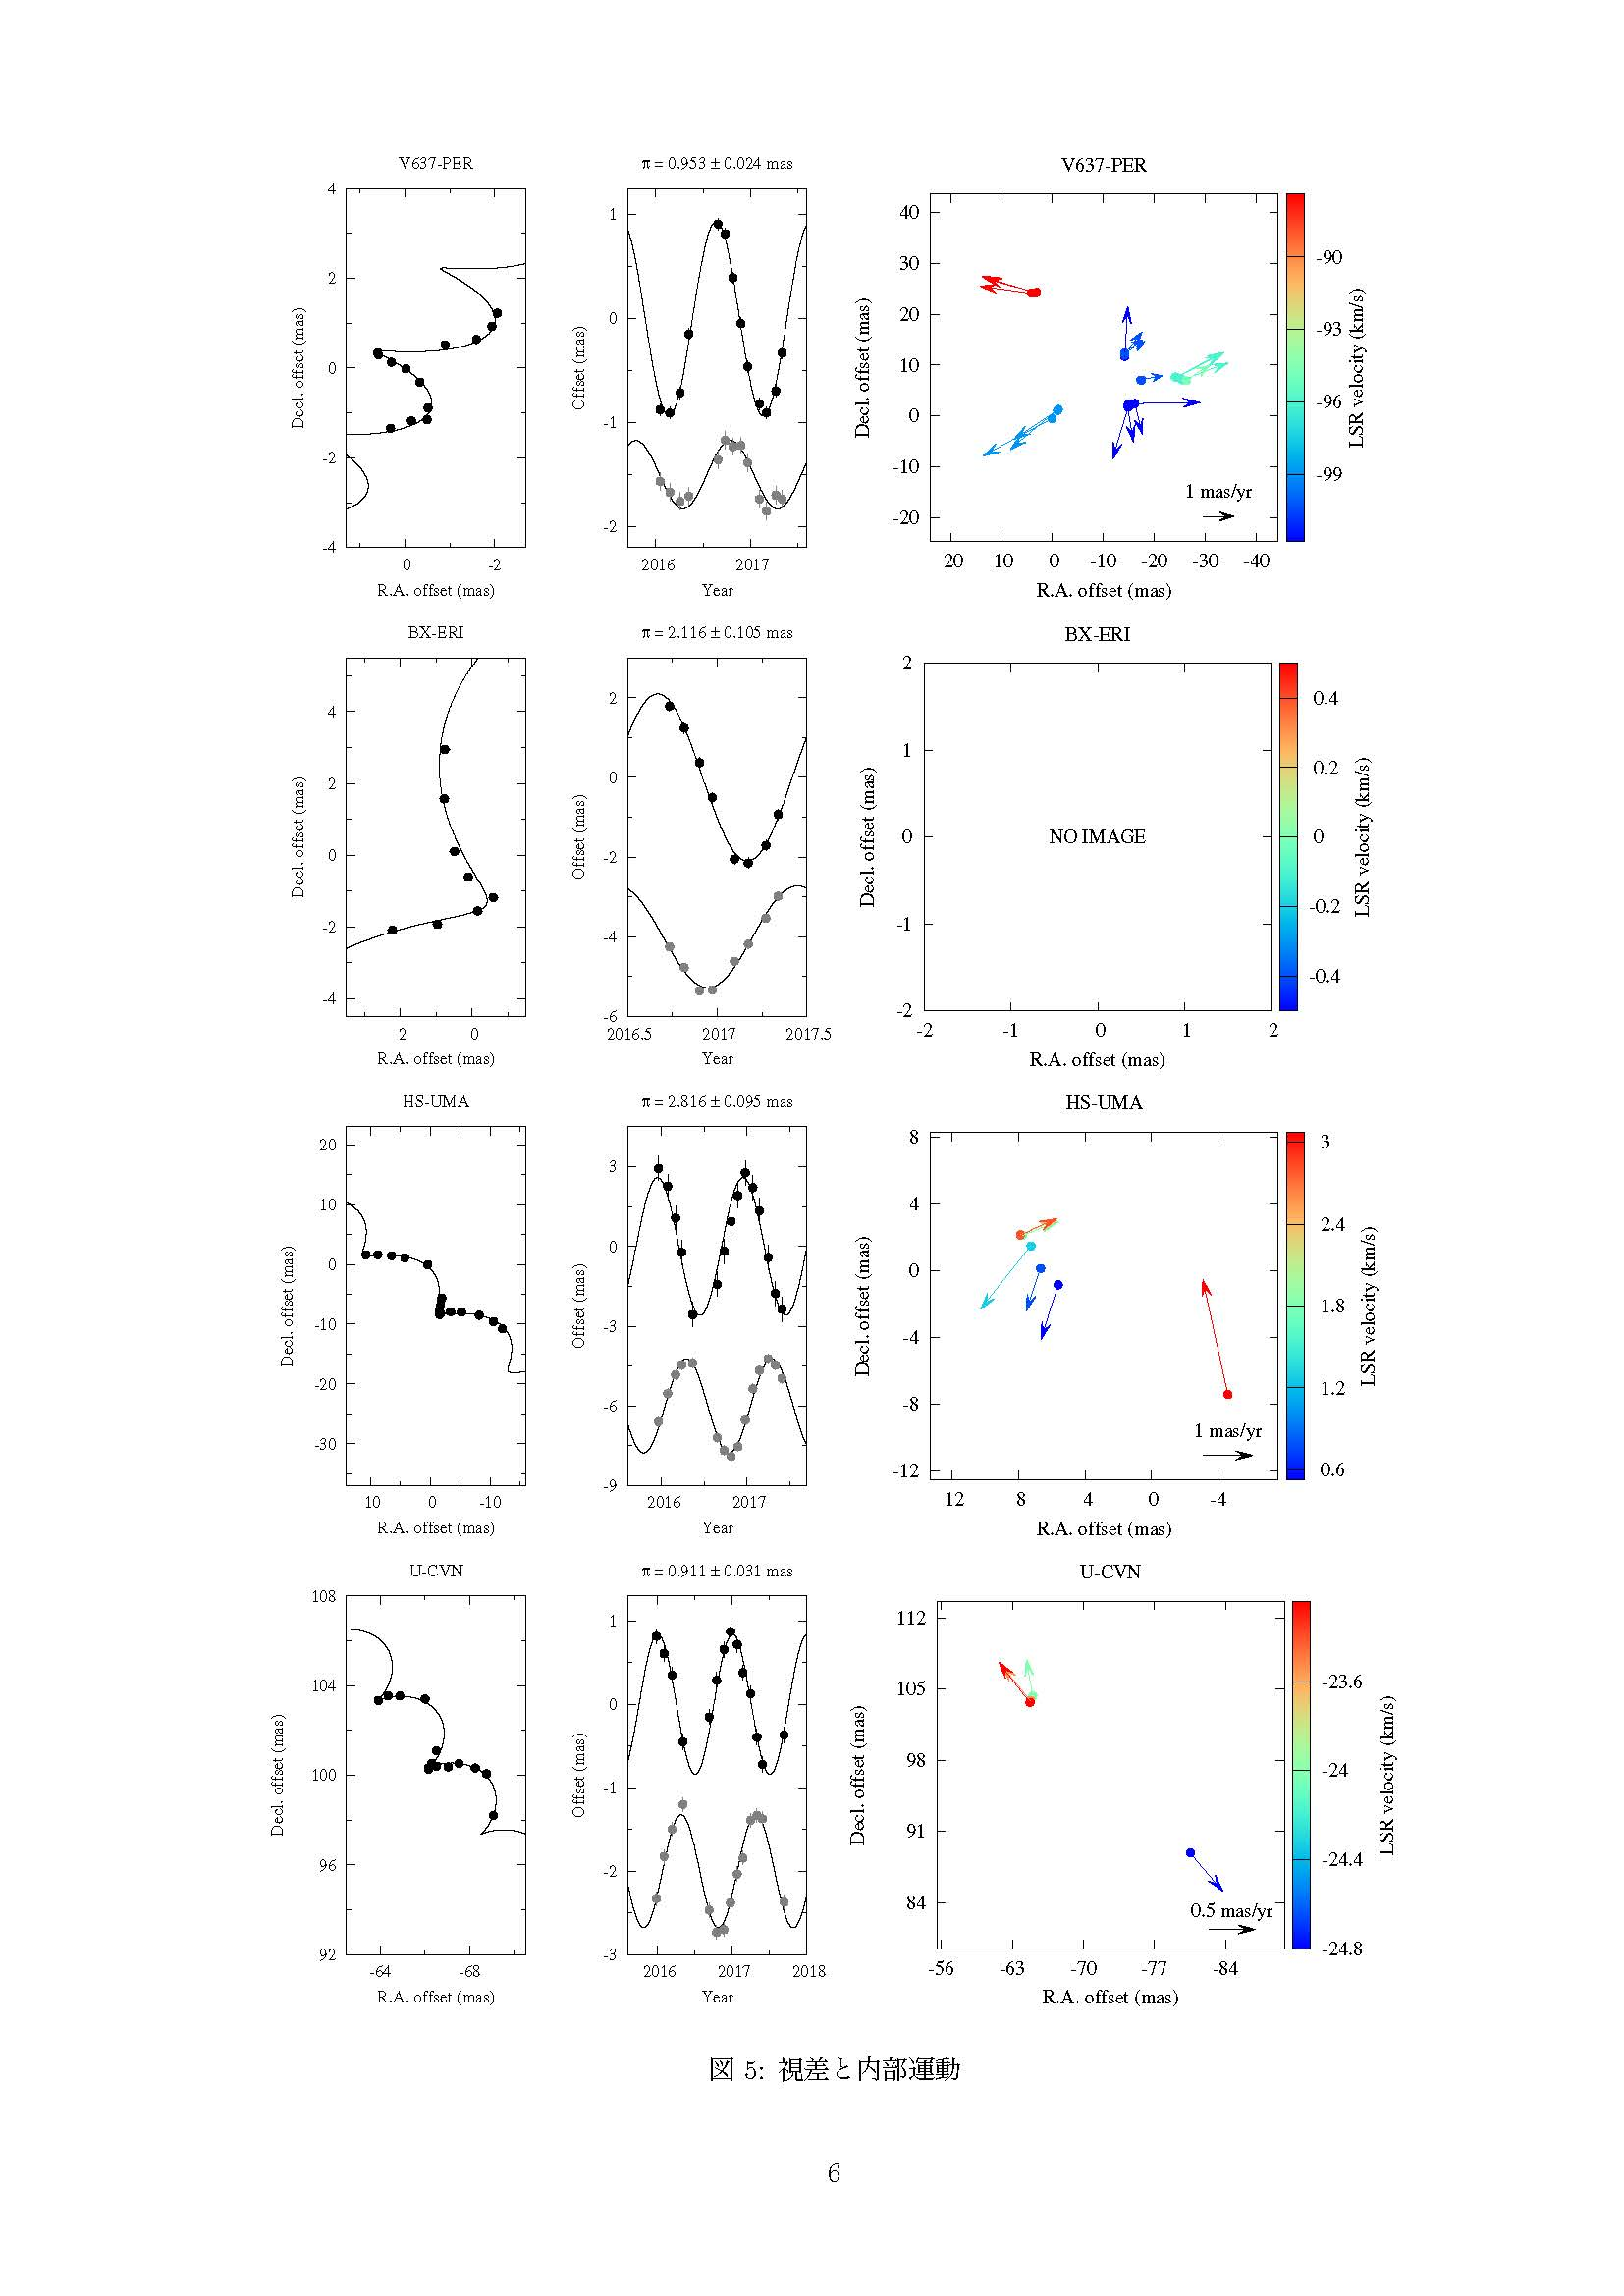 V637-PER
4
2
0
-2
-4
Decl. offset (mas)
0 -2
R.A. offset (mas)
π = 0.953 ± 0.024 mas
1
0
-1
-2
Offset (mas)
2016 2017
Year
V637-PER
40
30
20
10
0
-10
-20
Decl. offset (mas)
1 mas/yr
20 10 0 -10 -20 -30 -40
R.A. offset (mas)
-90
-93
-96
-99
LSR velocity (km/s)
BX-ERI
4
2
0
-2
-4
Decl. offset (mas)
2 0
R.A. offset (mas)
π = 2.116 ± 0.105 mas
2
0
-2
-4
-6
Offset (mas)
2016.5 2017 2017.5
Year
BX-ERI
2
1
0
-1
-2
Decl. offset (mas)
NO IMAGE
-2 -1 0 1 2
R.A. offset (mas)
0.4
0.2
0
-0.2
-0.4
LSR velocity (km/s)
HS-UMA
20
10
0
-10
-20
-30
Decl. offset (mas)
10 0 -10
R.A. offset (mas)
π = 2.816 ± 0.095 mas
3
0
-3
-6
-9
Offset (mas)
2016 2017
Year
HS-UMA
8
4
0
-4
-8
-12
Decl. offset (mas)
1 mas/yr
12 8 4 0 -4
R.A. offset (mas)
3
2.4
1.8
1.2
0.6
LSR velocity (km/s)
U-CVN
108
104
100
96
92
Decl. offset (mas)
-64 -68
R.A. offset (mas)
π = 0.911 ± 0.031 mas
1
0
-1
-2
-3
Offset (mas)
2016 2017 2018
Year
U-CVN
112
105
98
91
84
Decl. offset (mas)
0.5 mas/yr
-56 -63 -70 -77 -84
R.A. offset (mas)
-23.6
-24
-24.4
-24.8
LSR velocity (km/s)
図 5: 視差と内部運動
6